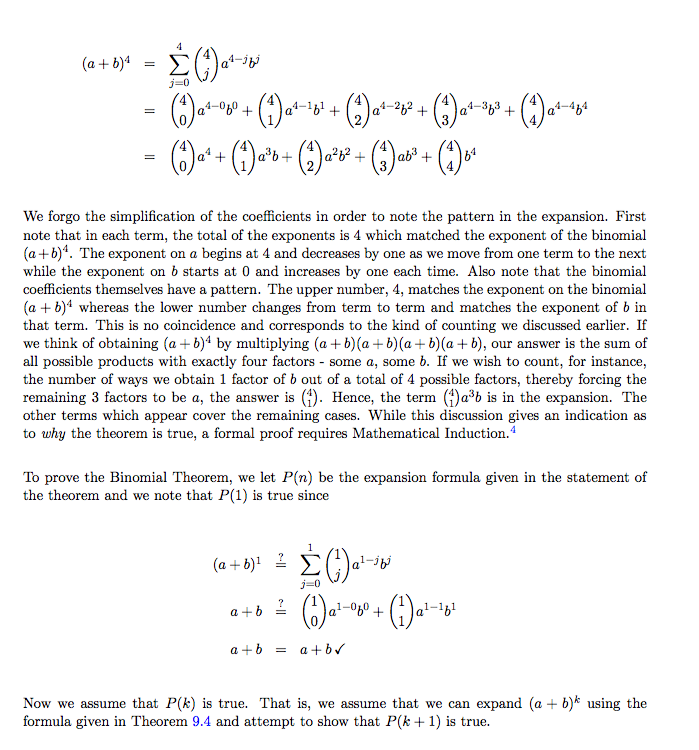 (a + b)⁴ = ∑_{j=0}^{4} \binom{4}{j} a^{4−j}b^{j}
= \binom{4}{0} a^{4−0}b^{0} + \binom{4}{1} a^{4−1}b^{1} + \binom{4}{2} a^{4−2}b^{2} + \binom{4}{3} a^{4−3}b^{3} + \binom{4}{4} a^{4−4}b^{4}
= \binom{4}{0} a^{4} + \binom{4}{1} a^{3}b + \binom{4}{2} a^{2}b^{2} + \binom{4}{3} ab^{3} + \binom{4}{4} b^{4}
We forgo the simplification of the coefficients in order to note the pattern in the expansion. First
note that in each term, the total of the exponents is 4 which matched the exponent of the binomial
(a+b)⁴. The exponent on a begins at 4 and decreases by one as we move from one term to the next
while the exponent on b starts at 0 and increases by one each time. Also note that the binomial
coefficients themselves have a pattern. The upper number, 4, matches the exponent on the binomial
(a + b)⁴ whereas the lower number changes from term to term and matches the exponent of b in
that term. This is no coincidence and corresponds to the kind of counting we discussed earlier. If
we think of obtaining (a + b)⁴ by multiplying (a + b)(a + b)(a + b)(a + b), our answer is the sum of
all possible products with exactly four factors - some a, some b. If we wish to count, for instance,
the number of ways we obtain 1 factor of b out of a total of 4 possible factors, thereby forcing the
remaining 3 factors to be a, the answer is \binom{4}{1}. Hence, the term \binom{4}{1}a³b is in the expansion. The
other terms which appear cover the remaining cases. While this discussion gives an indication as
to why the theorem is true, a formal proof requires Mathematical Induction.⁴
To prove the Binomial Theorem, we let P(n) be the expansion formula given in the statement of
the theorem and we note that P(1) is true since
(a + b)¹ ≟ ∑_{j=0}^{1} \binom{1}{j} a^{1−j}b^{j}
a + b ≟ \binom{1}{0} a^{1−0}b^{0} + \binom{1}{1} a^{1−1}b^{1}
a + b = a + b ✓
Now we assume that P(k) is true. That is, we assume that we can expand (a + b)ᵏ using the
formula given in Theorem 9.4 and attempt to show that P(k + 1) is true.